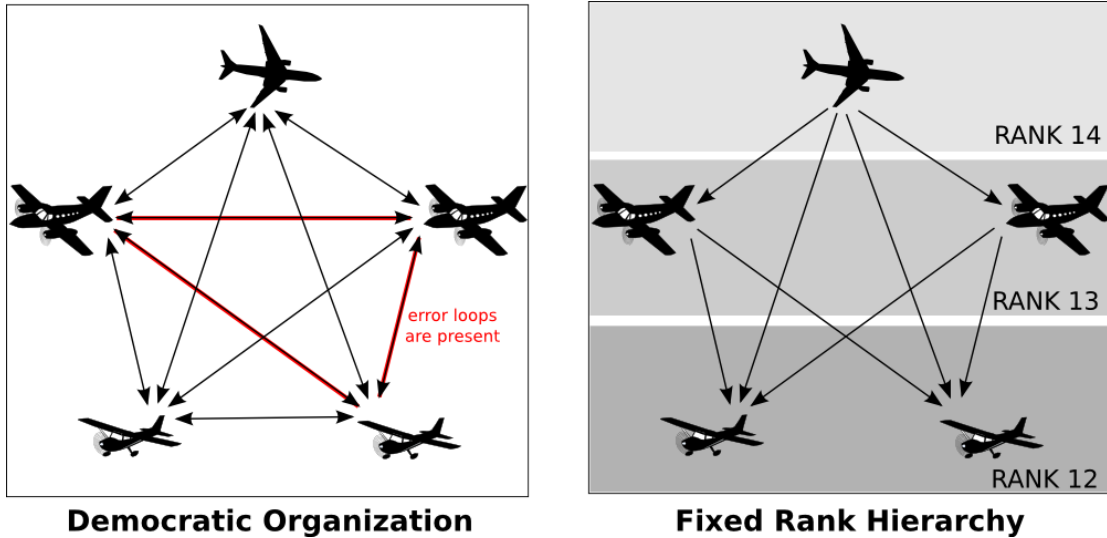 error loops
are present
Democratic Organization
RANK 14
RANK 13
RANK 12
Fixed Rank Hierarchy